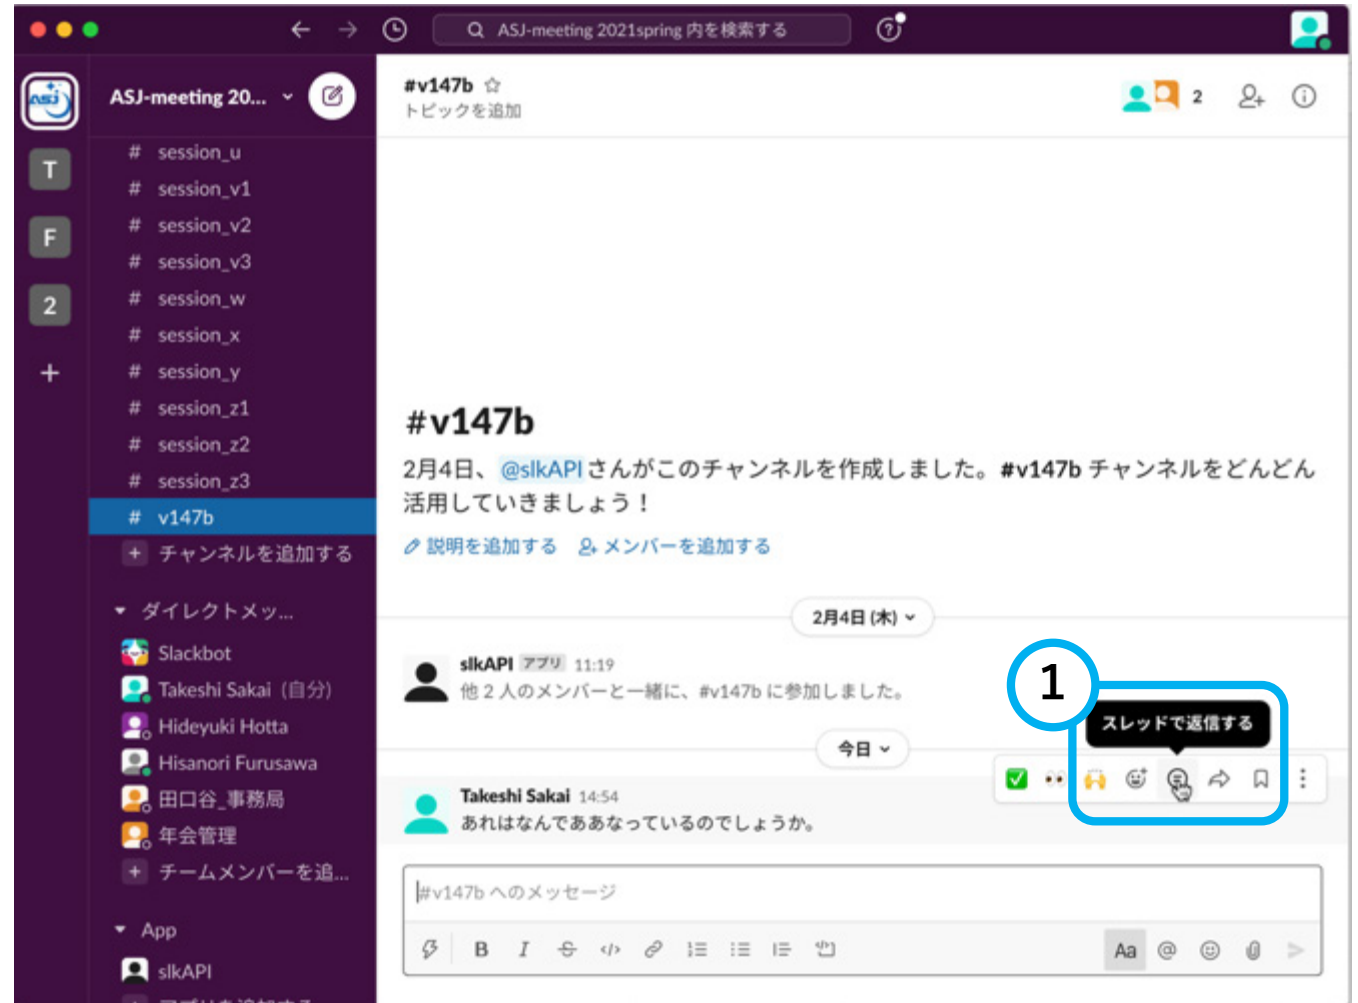 ASJ-meeting 2021spring 内を検索する
ASJ
ASJ-meeting 20...
T
F
2
+
# session_u
# session_v1
# session_v2
# session_v3
# session_w
# session_x
# session_y
# session_z1
# session_z2
# session_z3
# v147b
+ チャンネルを追加する
ダイレクトメッ...
Slackbot
Takeshi Sakai (自分)
Hideyuki Hotta
Hisanori Furusawa
田口谷_事務局
年会管理
+ チームメンバーを追...
App
slkAPI
アプリを追加する
#v147b ☆
トピックを追加
2
#v147b
2月4日、 @slkAPI さんがこのチャンネルを作成しました。#v147b チャンネルをどんどん
活用していきましょう！
説明を追加する メンバーを追加する
2月4日 (木)
slkAPI アプリ 11:19
他 2 人のメンバーと一緒に、#v147b に参加しました。
1
スレッドで返信する
今日
Takeshi Sakai 14:54
あれはなんでああなっているのでしょうか。
#v147b へのメッセージ
B I S </> Aa @